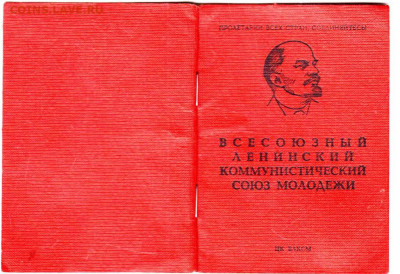 COINS.LAVE.RU
ПРОЛЕТАРИИ ВСЕХ СТРАН, СОЕДИНЯЙТЕСЬ!
ВСЕСОЮЗНЫЙ
ЛЕНИНСКИЙ
КОММУНИСТИЧЕСКИЙ
СОЮЗ МОЛОДЕЖИ
ЦК ВЛКСМ